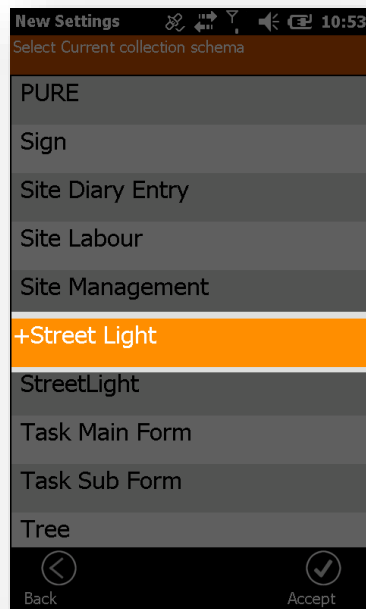 New Settings 10:53
Select Current collection schema
PURE
Sign
Site Diary Entry
Site Labour
Site Management
+Street Light
StreetLight
Task Main Form
Task Sub Form
Tree
Back Accept